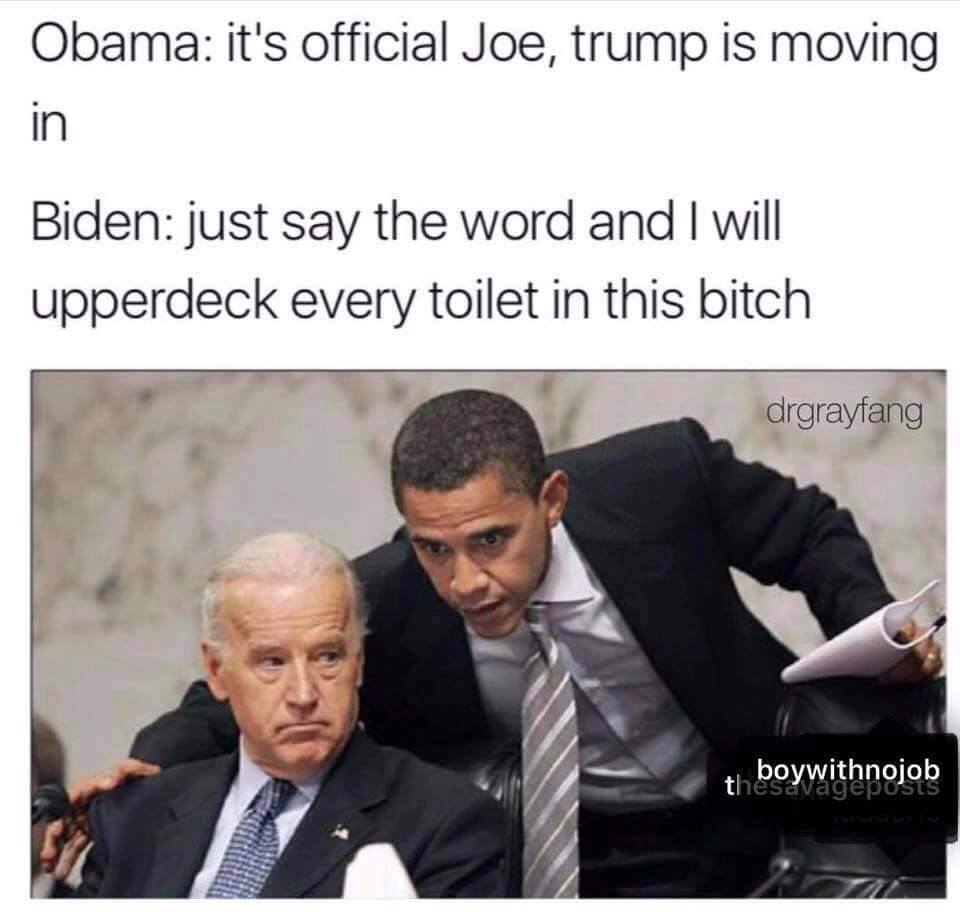 Obama: it's official Joe, trump is moving
in
Biden: just say the word and I will
upperdeck every toilet in this bitch
drgrayfang
boywithnojob
thesavageposts